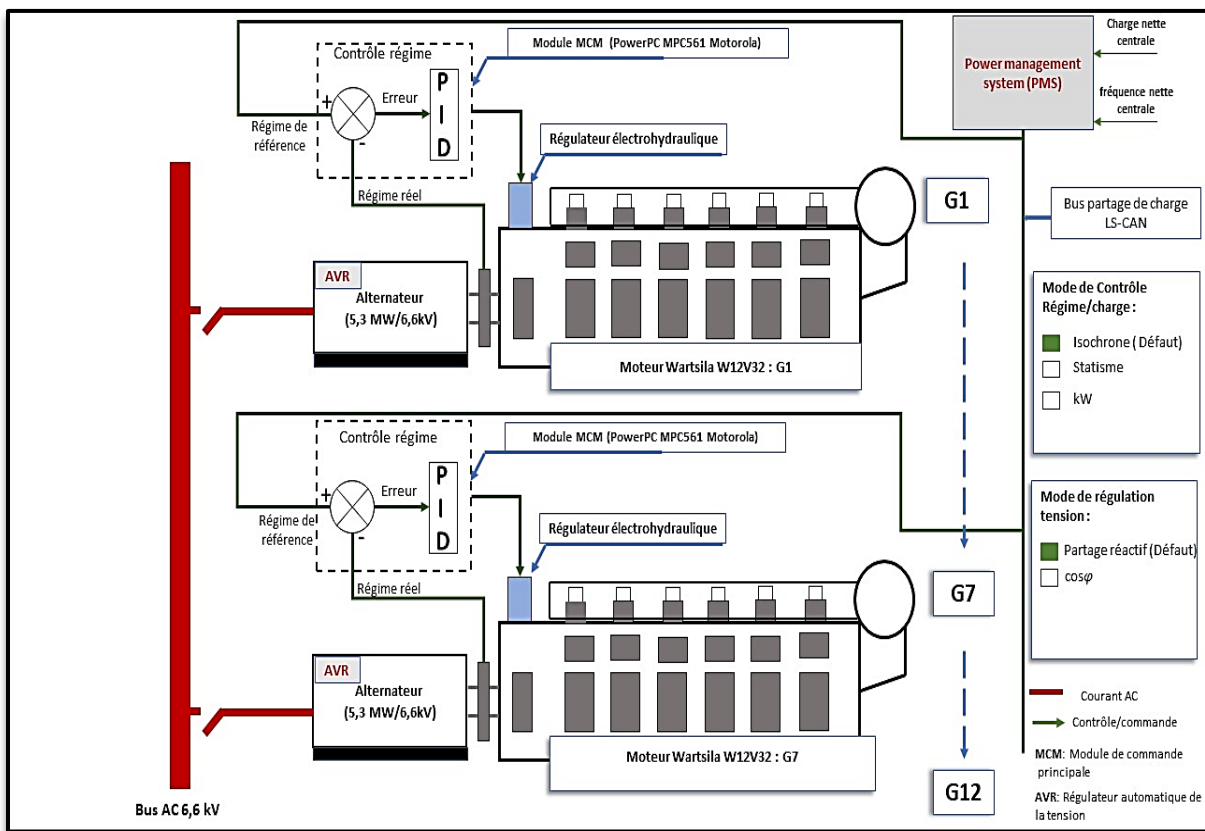 Module MCM (PowerPC MPC561 Motorola)
Contrôle régime
P
I
D
+
Erreur
-
Régime de
référence
Régime réel
Régulateur électrohydraulique
AVR
Alternateur
(5,3 MW/6,6kV)
Moteur Wartsila W12V32 : G1
G1
Power management
system (PMS)
Charge nette
centrale
fréquence nette
centrale
Bus partage de charge
LS-CAN
Mode de Contrôle
Régime/charge :
Isochrone ( Défaut)
Statisme
kW
Module MCM (PowerPC MPC561 Motorola)
Contrôle régime
P
I
D
+
Erreur
-
Régime de
référence
Régime réel
Régulateur électrohydraulique
AVR
Alternateur
(5,3 MW/6,6kV)
Moteur Wartsila W12V32 : G7
G7
G12
Mode de régulation
tension :
Partage réactif (Défaut)
cosφ
Courant AC
Contrôle/commande
MCM: Module de commande
principale
AVR: Régulateur automatique de
la tension
Bus AC 6,6 kV